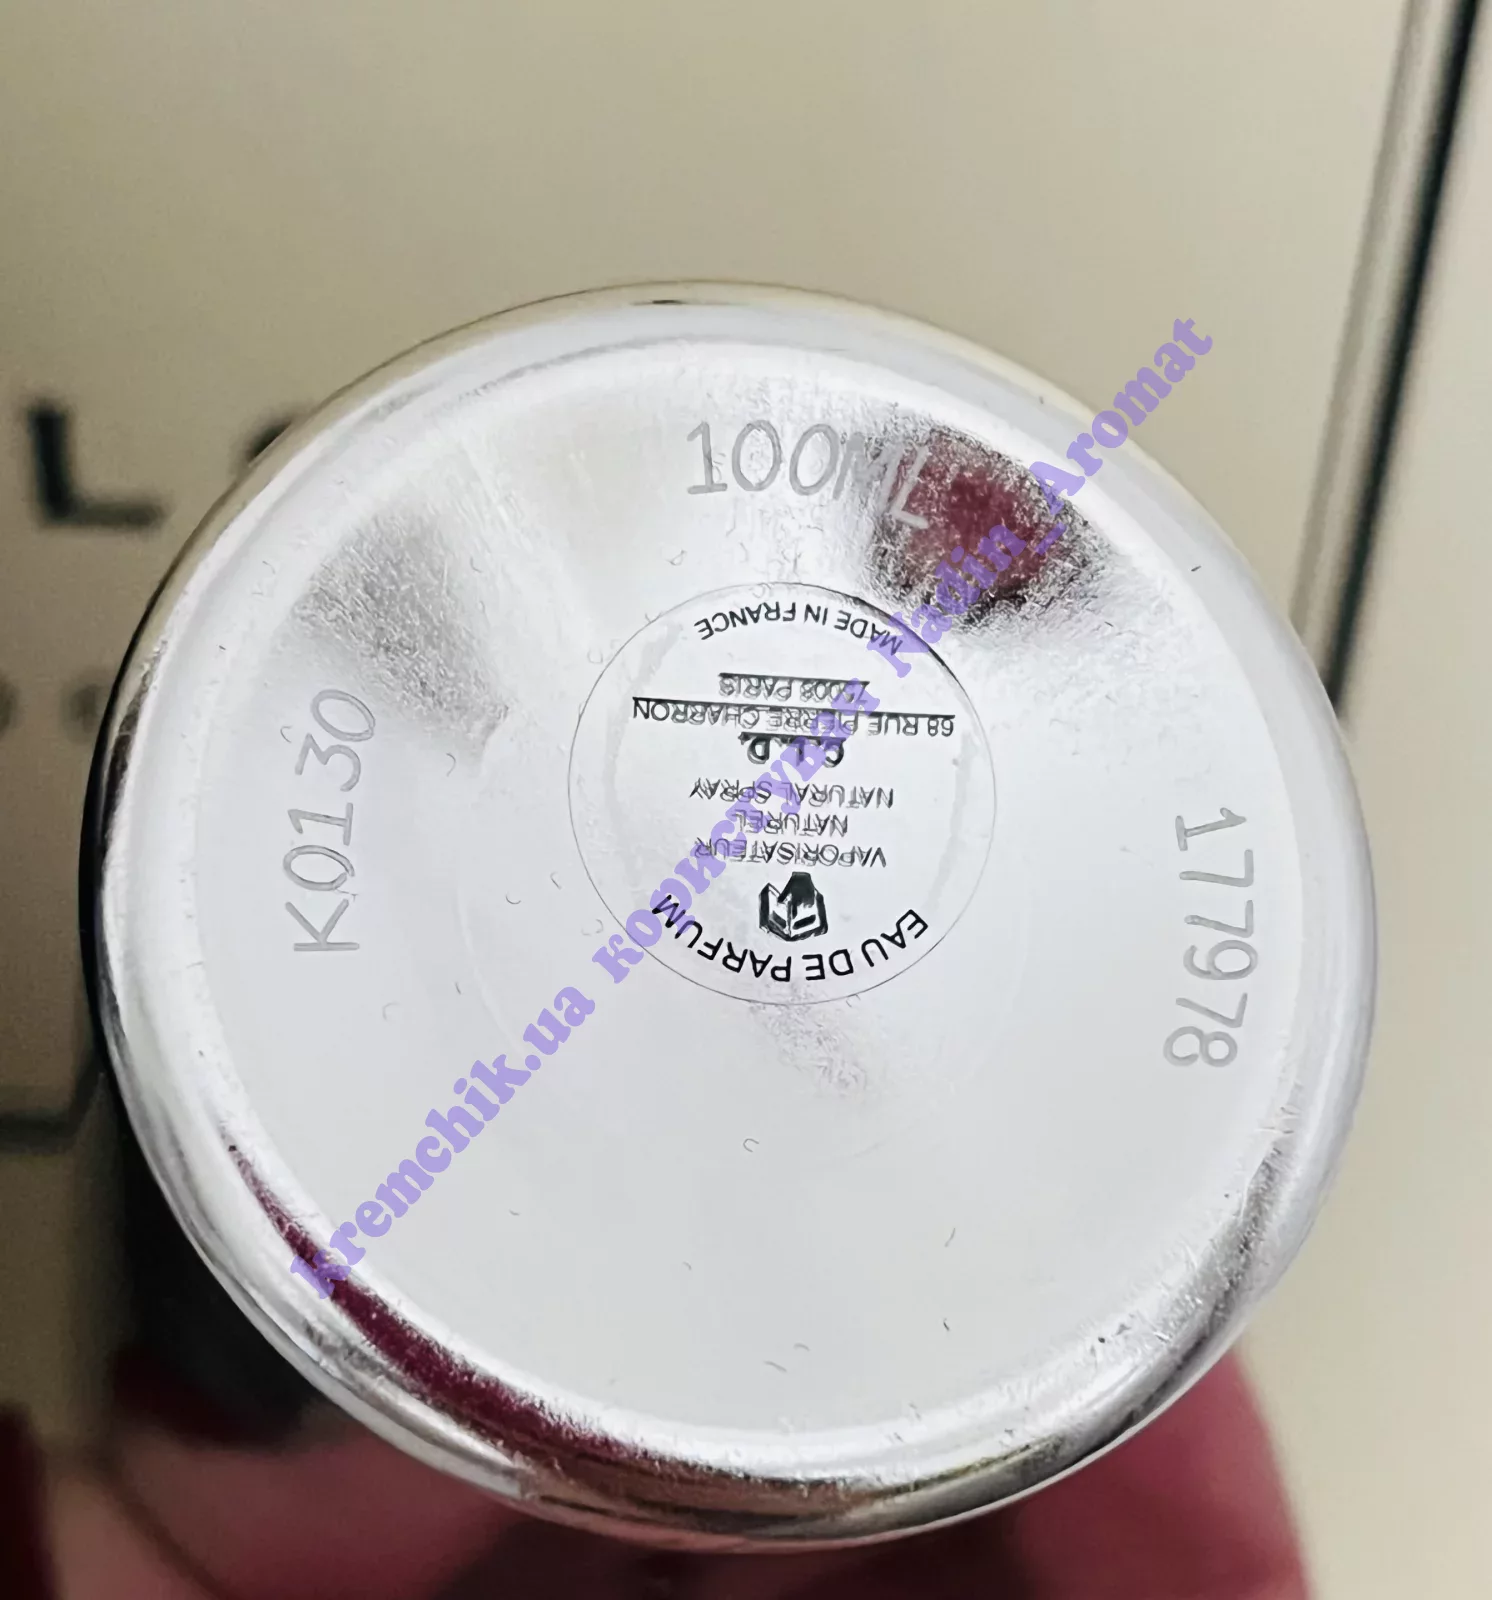 100ML
K0130
177978
EAU DE PARFUM
VAPORISATEUR
NATUREL
NATURAL SPRAY
C.L.D.
68 RUE PIERRE CHARRON
75008 PARIS
MADE IN FRANCE
kremchik.ua користувач Nadin_Aromat
L